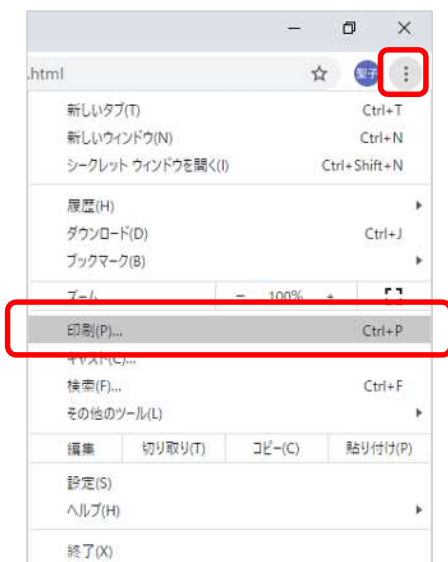 .html 聖子
新しいタブ(T) Ctrl+T
新しいウィンドウ(N) Ctrl+N
シークレット ウィンドウを開く(I) Ctrl+Shift+N
履歴(H)
ダウンロード(D) Ctrl+J
ブックマーク(B)
ズーム − 100% +
印刷(P)... Ctrl+P
キャスト(C)...
検索(F)... Ctrl+F
その他のツール(L)
編集 切り取り(T) コピー(C) 貼り付け(P)
設定(S)
ヘルプ(H)
終了(X)